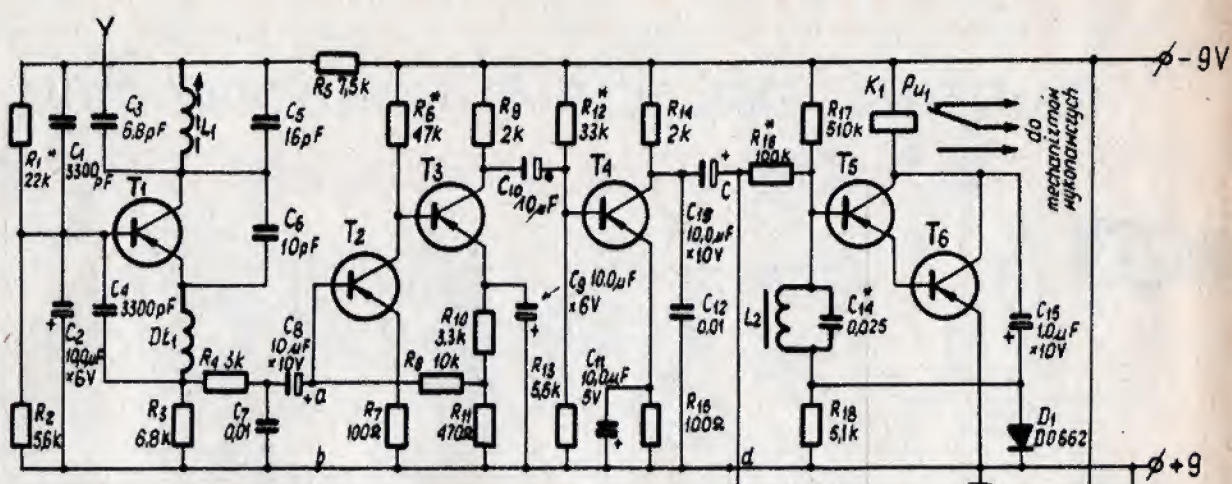 -9V
R5 7,5k
C3
6.8pF
L1
C5
16pF
R6*
47k
R9
2k
R12*
33k
R14
2k
R17
510k
K1
Pu1
do
mechanizmów
wykonawczych
R1*
22k
C1
3300
pF
T1
T3
C10
10µF
T4
+
C
R16*
100k
T5
C6
10pF
T2
C13
10,0µF
×10V
T6
C4
3300pF
C9 10.0µF
×6V
C2
10,0µF
×6V
+
DŁ1
C8
10µF
×10V
R10
3.3k
+
C12
0,01
L2
C14*
0,025
C15
1,0µF
×10V
+
R4 3k
+a
R8
10k
R13
5,6k
C11
10,0µF
5V
+
R2
5,6k
R3
6.8k
C7
0,01
R7
100Ω
R11
470Ω
R15
100Ω
R18
5,1k
D1
DO662
b
d
+9